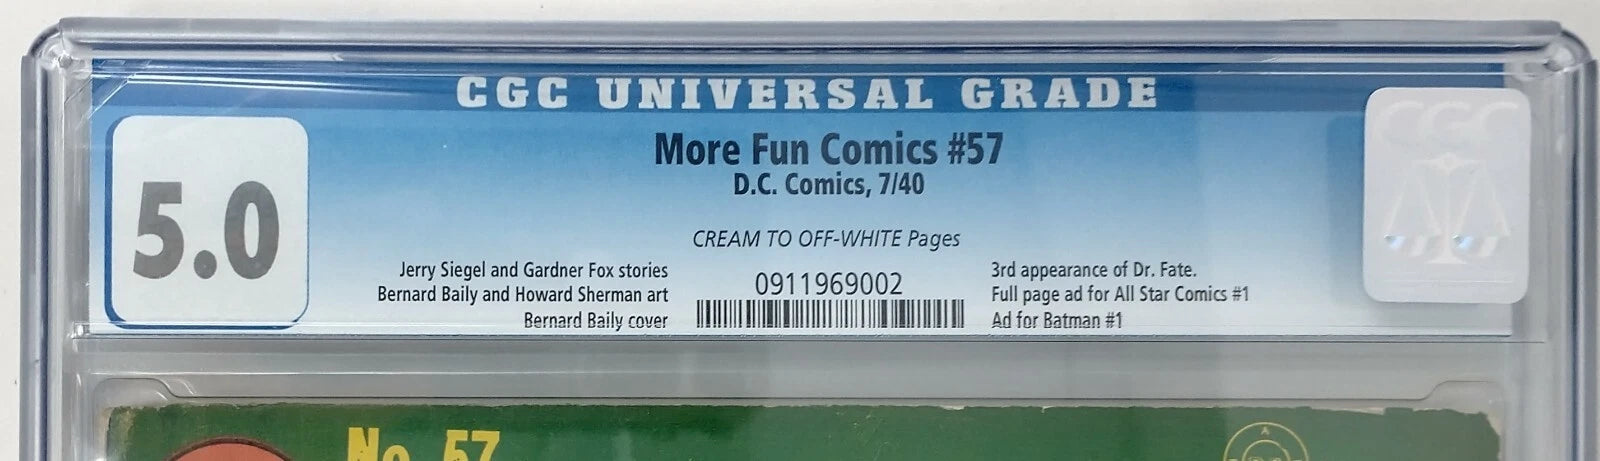 CGC UNIVERSAL GRADE
5.0
More Fun Comics #57
D.C. Comics, 7/40
CREAM TO OFF-WHITE Pages
Jerry Siegel and Gardner Fox stories
Bernard Baily and Howard Sherman art
Bernard Baily cover
0911969002
3rd appearance of Dr. Fate.
Full page ad for All Star Comics #1
Ad for Batman #1
CGC
No. 57